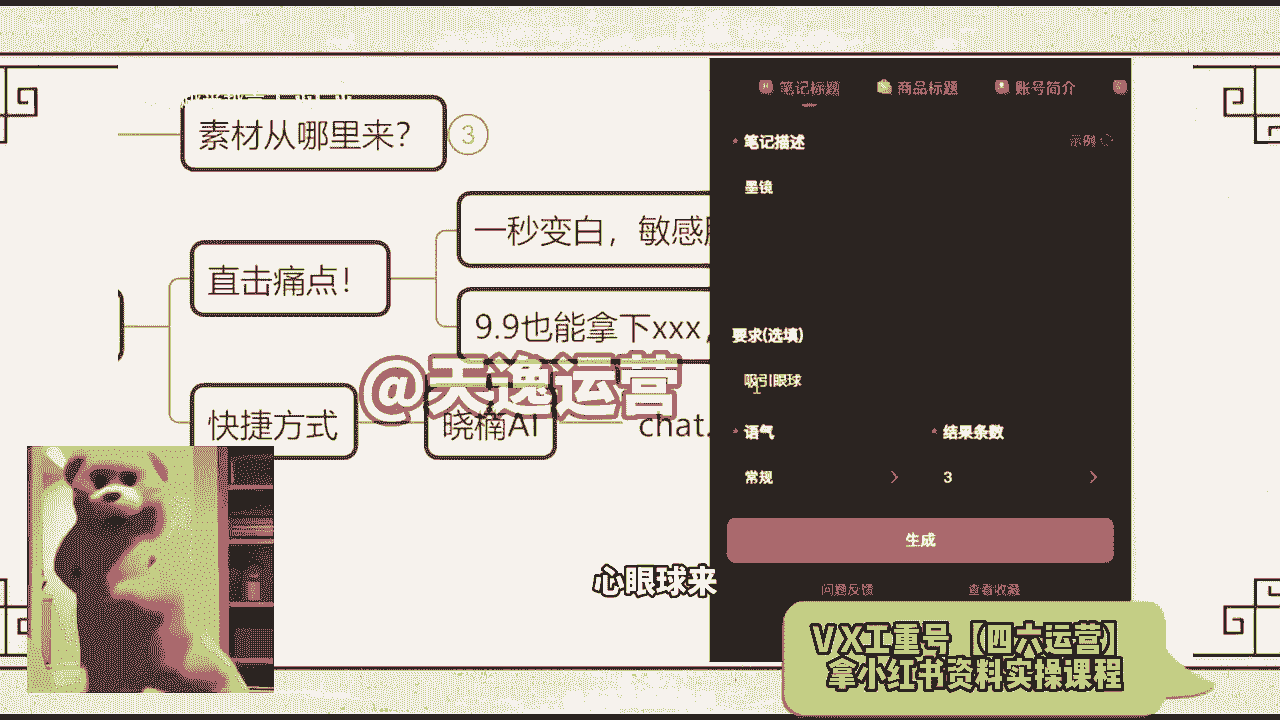 素材从哪里来？
3
直击痛点！
一秒变白，敏感
9.9也能拿下xxx，
快捷方式
晓楠AI
chat.
@天逸运营
笔记标题
商品标题
账号简介
* 笔记描述
示例
墨镜
要求(选填)
吸引眼球
* 语气
* 结果条数
常规
3
生成
问题反馈
查看收藏
心眼球来
VX工重号【四六运营】
拿小红书资料实操课程